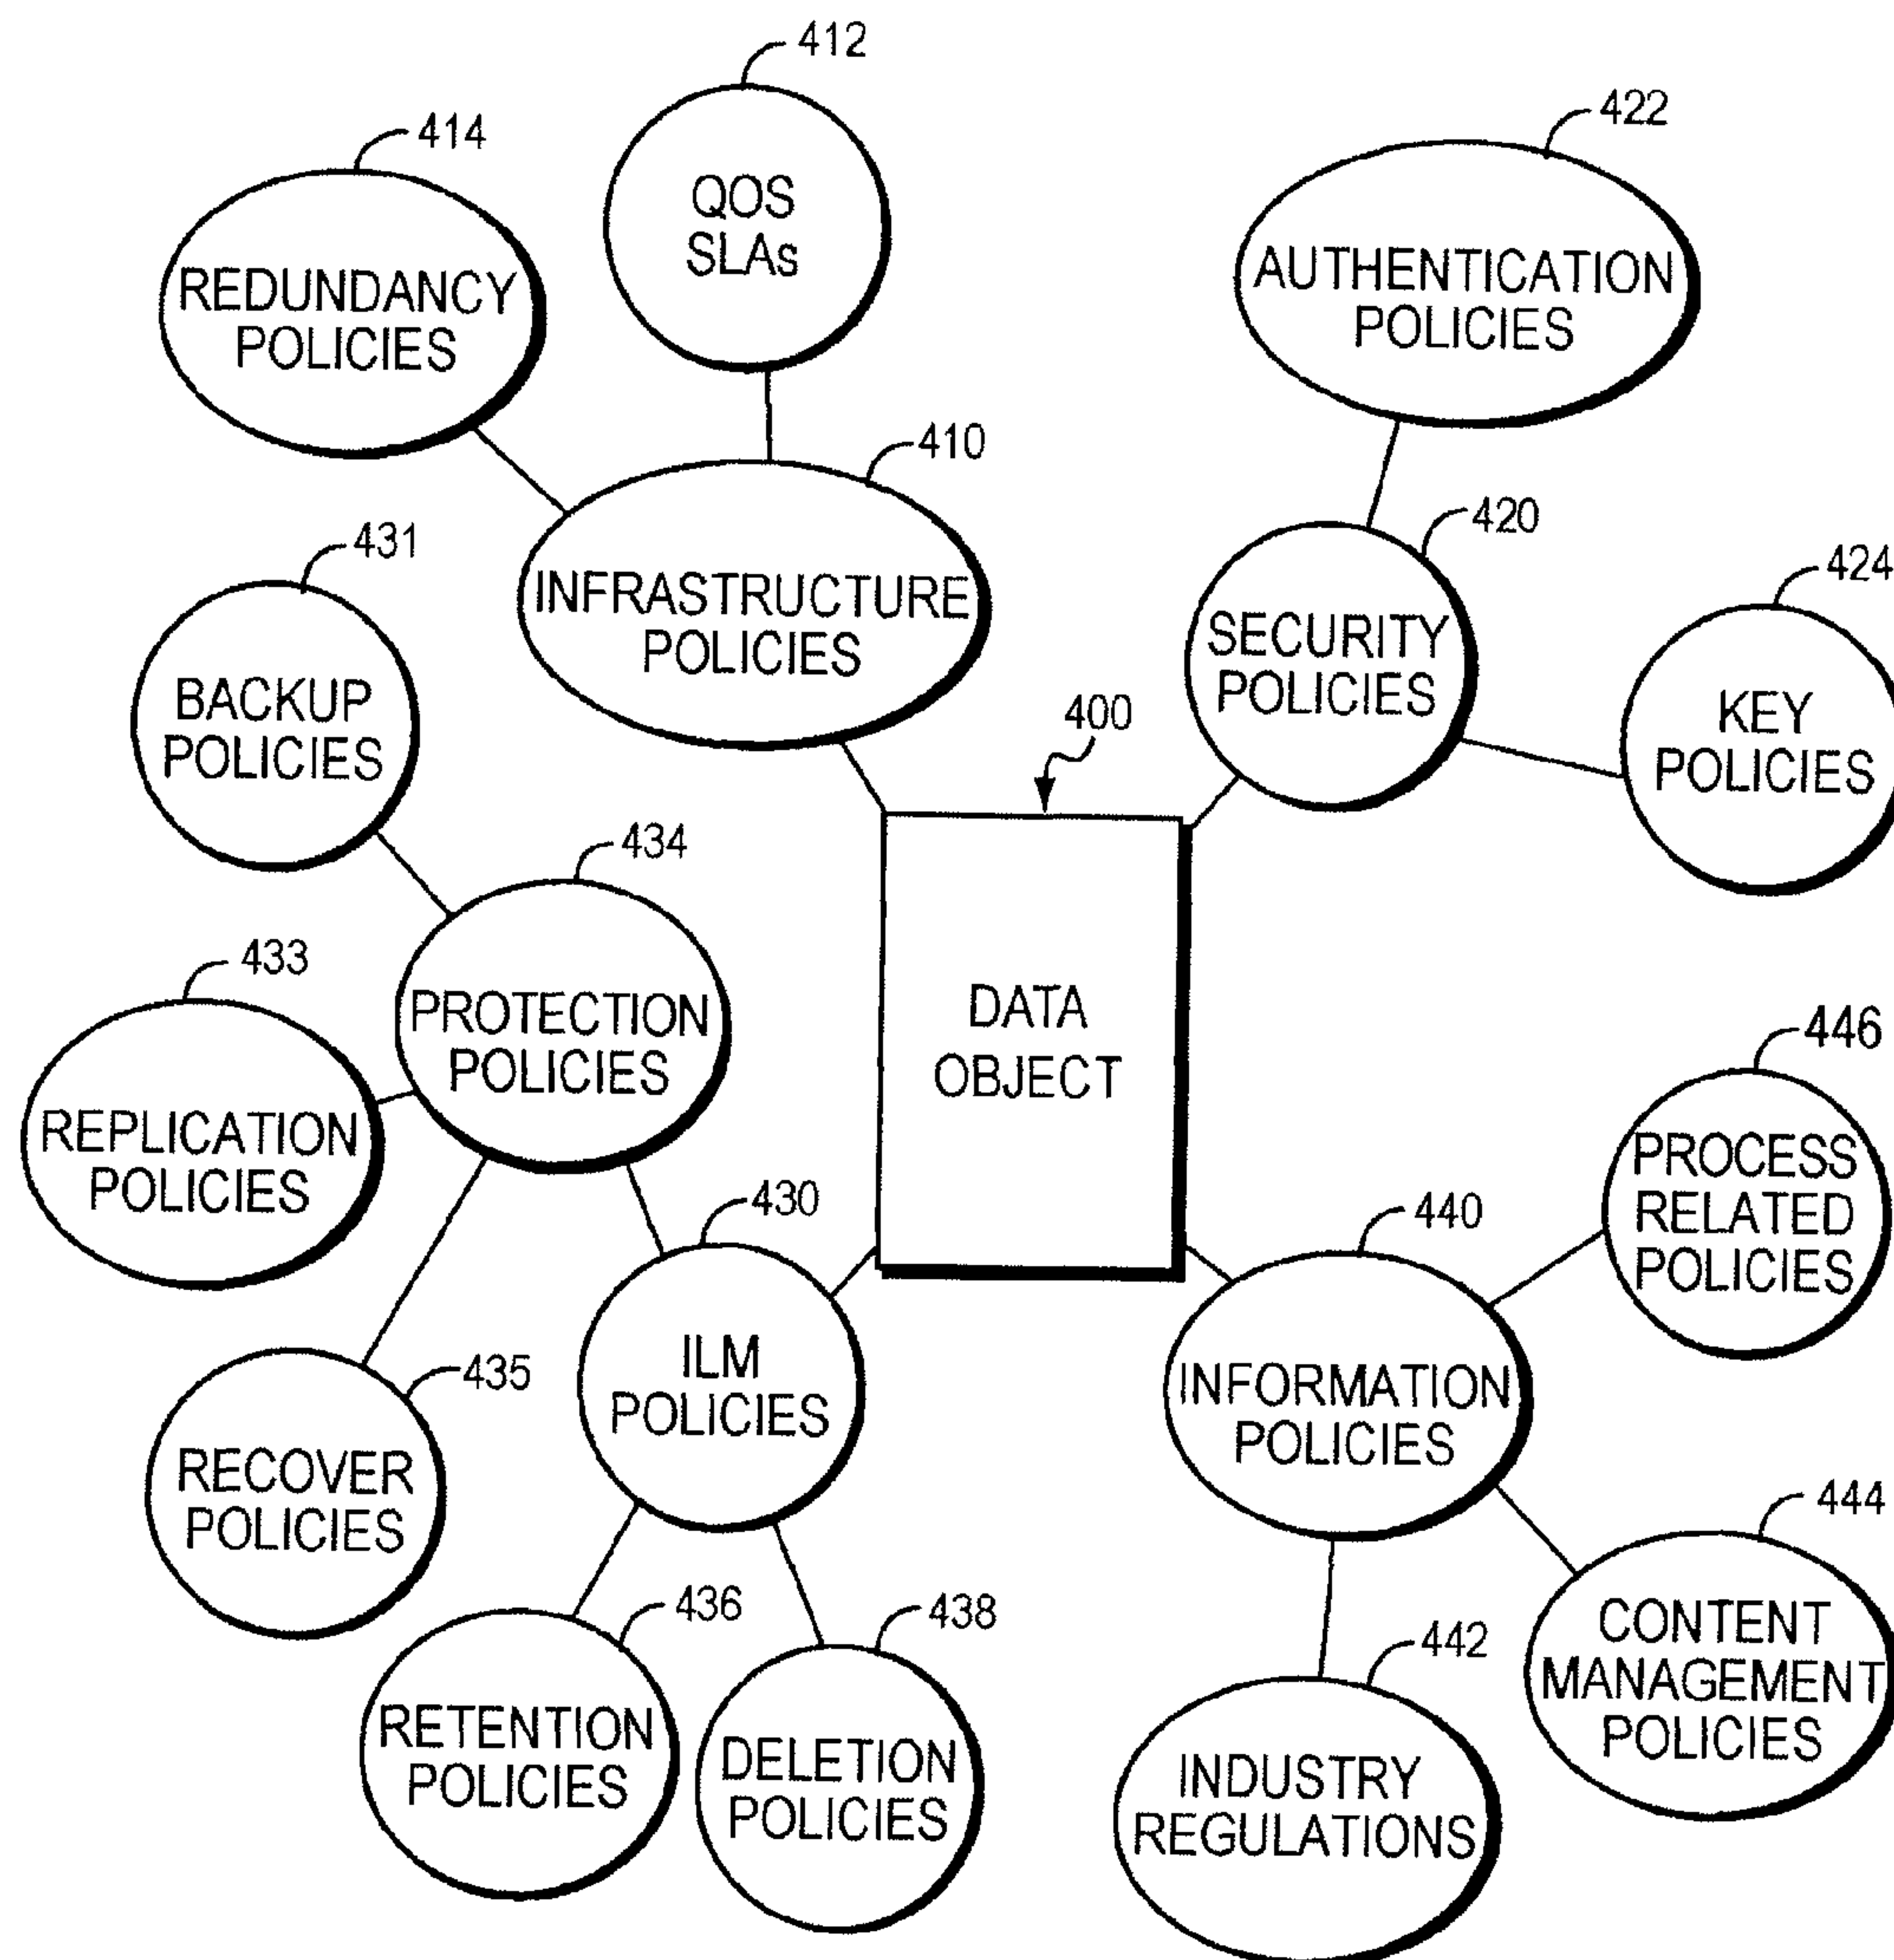 412
QOS
SLAs
414
REDUNDANCY
POLICIES
422
AUTHENTICATION
POLICIES
410
INFRASTRUCTURE
POLICIES
420
SECURITY
POLICIES
424
KEY
POLICIES
431
BACKUP
POLICIES
400
DATA
OBJECT
434
PROTECTION
POLICIES
433
REPLICATION
POLICIES
446
PROCESS
RELATED
POLICIES
430
ILM
POLICIES
440
INFORMATION
POLICIES
435
RECOVER
POLICIES
444
CONTENT
MANAGEMENT
POLICIES
436
RETENTION
POLICIES
438
DELETION
POLICIES
442
INDUSTRY
REGULATIONS